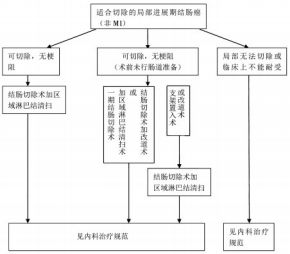 适合切除的局部进展期结肠癌
(非 M1)
可切除，无梗
阻
可切除，无梗阻
(术前未行肠道准备)
局部无法切除或
临床上不能耐受
结肠切除术加区
域淋巴结清扫
一期结肠切除术
加区域淋巴结清扫术
或
结肠切除术加改道术
支架置入术
或改道术
结肠切除术加
区域淋巴结清扫
见内科治疗规范
见内科治疗
规范